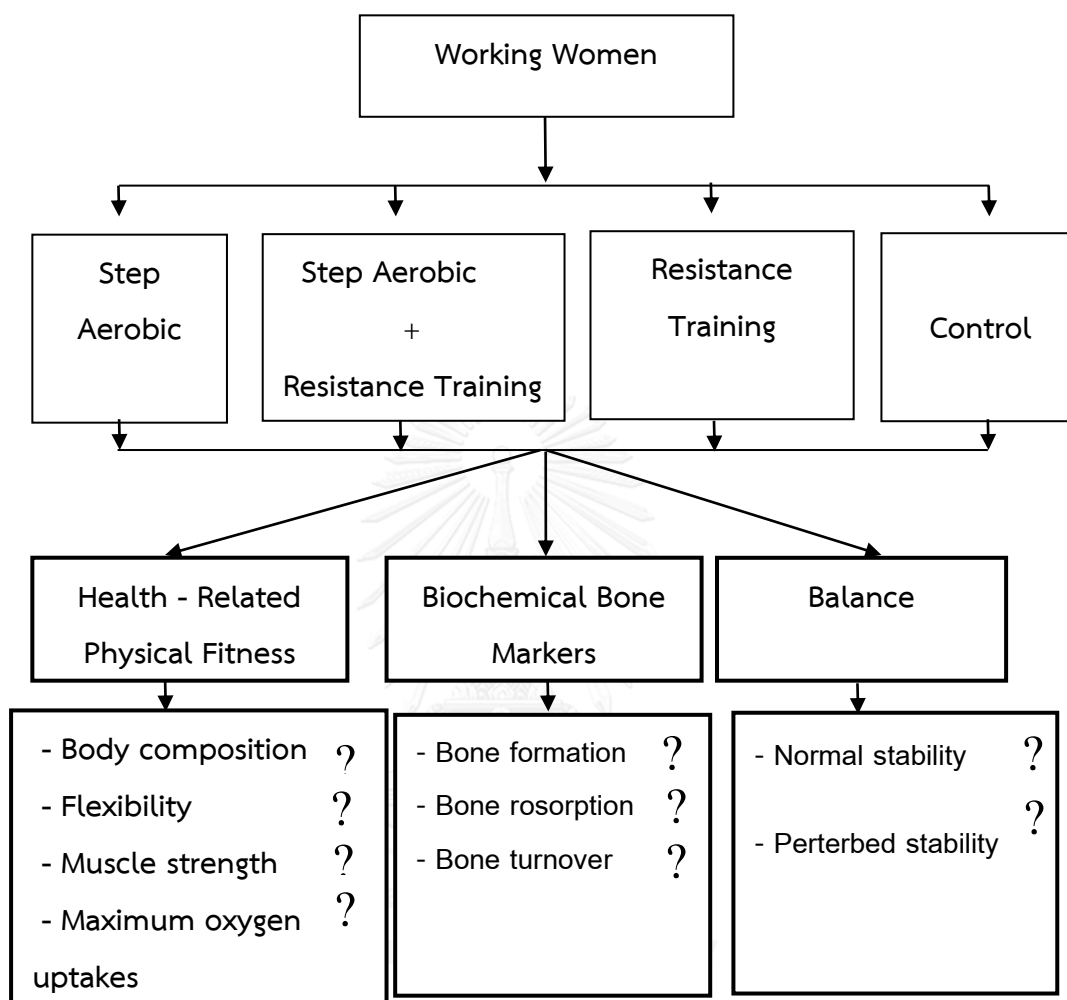 Working Women
Step
Aerobic
Step Aerobic
+
Resistance Training
Resistance
Training
Control
Health - Related
Physical Fitness
Biochemical Bone
Markers
Balance
- Body composition ?
- Flexibility ?
- Muscle strength ?
- Maximum oxygen ?
uptakes
- Bone formation ?
- Bone rosorption ?
- Bone turnover ?
- Normal stability ?
- Perterbed stability ?